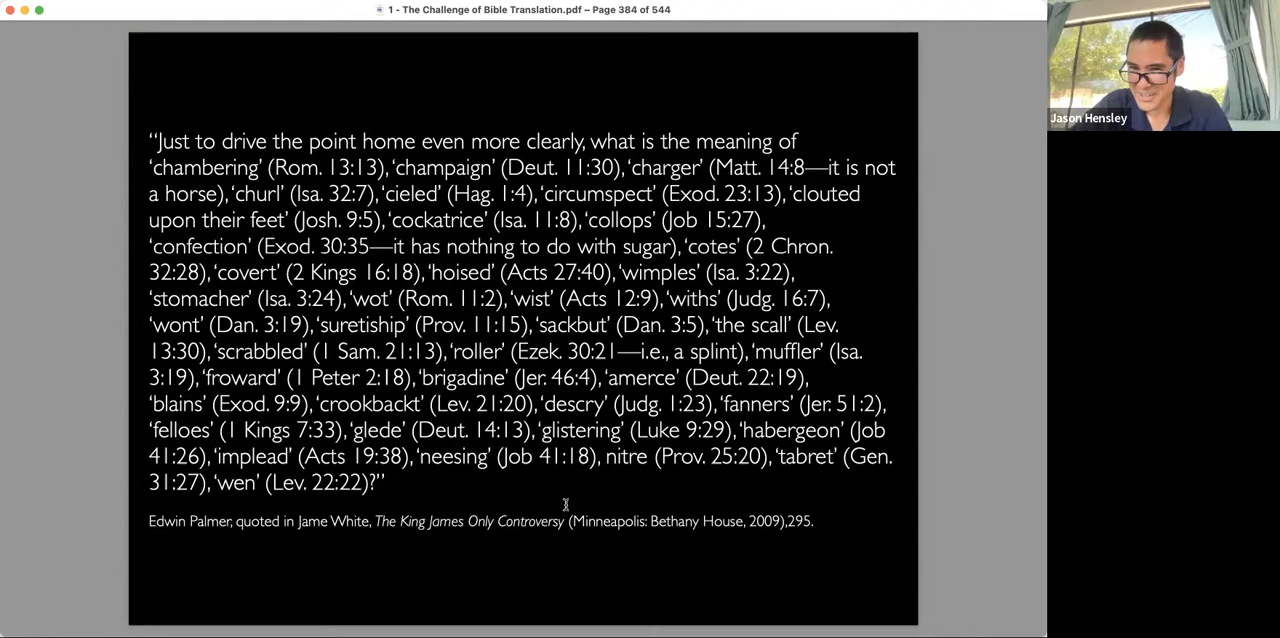 1 - The Challenge of Bible Translation.pdf – Page 384 of 544
Jason Hensley
“Just to drive the point home even more clearly, what is the meaning of
‘chambering’ (Rom. 13:13), ‘champaign’ (Deut. 11:30), ‘charger’ (Matt. 14:8—it is not
a horse), ‘churl’ (Isa. 32:7), ‘cieled’ (Hag. 1:4), ‘circumspect’ (Exod. 23:13), ‘clouted
upon their feet’ (Josh. 9:5), ‘cockatrice’ (Isa. 11:8), ‘collops’ (Job 15:27),
‘confection’ (Exod. 30:35—it has nothing to do with sugar), ‘cotes’ (2 Chron.
32:28), ‘covert’ (2 Kings 16:18), ‘hoised’ (Acts 27:40), ‘wimples’ (Isa. 3:22),
‘stomacher’ (Isa. 3:24), ‘wot’ (Rom. 11:2), ‘wist’ (Acts 12:9), ‘withs’ (Judg. 16:7),
‘wont’ (Dan. 3:19), ‘suretiship’ (Prov. 11:15), ‘sackbut’ (Dan. 3:5), ‘the scall’ (Lev.
13:30), ‘scrabbled’ (1 Sam. 21:13), ‘roller’ (Ezek. 30:21—i.e., a splint), ‘muffler’ (Isa.
3:19), ‘froward’ (1 Peter 2:18), ‘brigadine’ (Jer. 46:4), ‘amerce’ (Deut. 22:19),
‘blains’ (Exod. 9:9), ‘crookbackt’ (Lev. 21:20), ‘descry’ (Judg. 1:23), ‘fanners’ (Jer. 51:2),
‘felloes’ (1 Kings 7:33), ‘glede’ (Deut. 14:13), ‘glistering’ (Luke 9:29), ‘habergeon’ (Job
41:26), ‘implead’ (Acts 19:38), ‘neesing’ (Job 41:18), nitre (Prov. 25:20), ‘tabret’ (Gen.
31:27), ‘wen’ (Lev. 22:22)?”
Edwin Palmer, quoted in Jame White, The King James Only Controversy (Minneapolis: Bethany House, 2009),295.